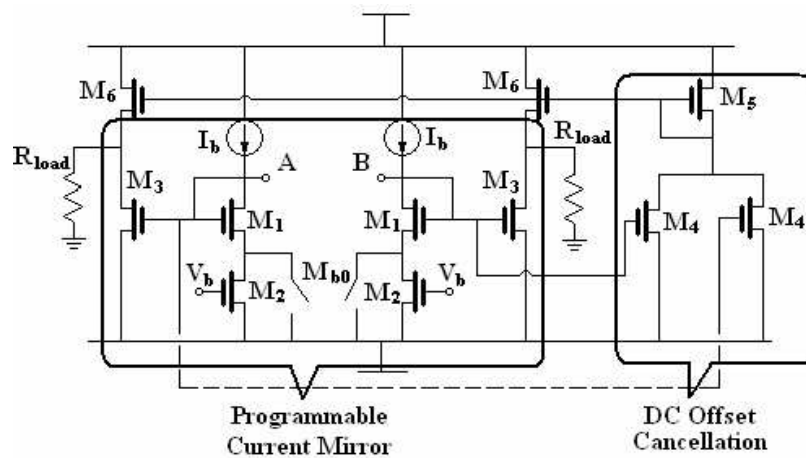 M6
M6
M5
Ib
Ib
Rload
Rload
A
B
M3
M3
M1
M1
M4
M4
Vb
Mb0
Vb
M2
M2
Programmable
Current Mirror
DC Offset
Cancellation